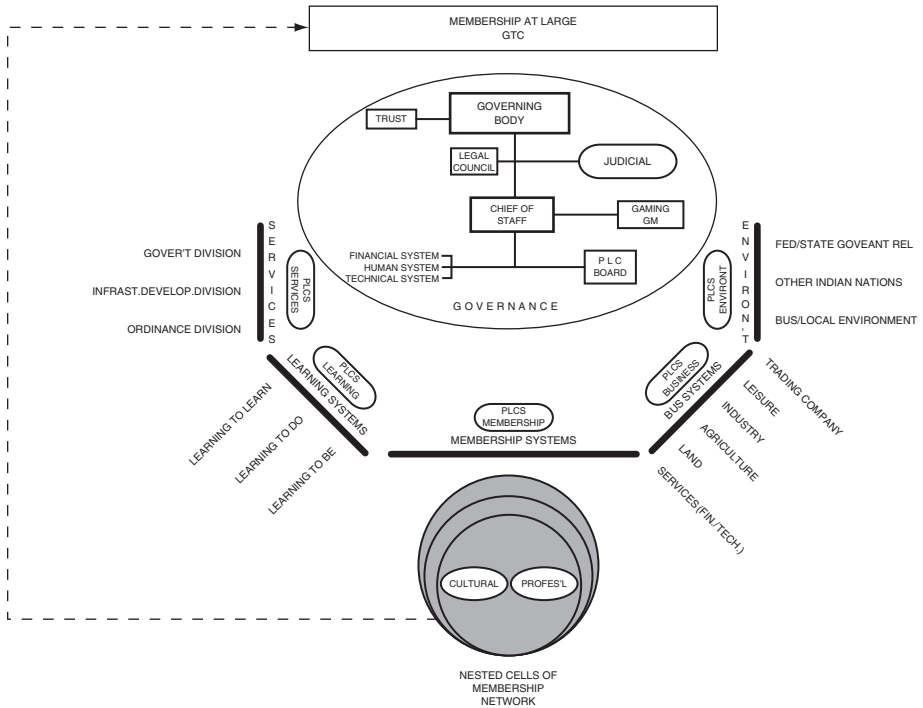 MEMBERSHIP AT LARGE
GTC
GOVERNING
BODY
TRUST
LEGAL
COUNCIL
JUDICIAL
CHIEF OF
STAFF
GAMING
GM
FINANCIAL SYSTEM
HUMAN SYSTEM
TECHNICAL SYSTEM
P L C
BOARD
GOVERNANCE
GOVER'T DIVISION
INFRAST.DEVELOP.DIVISION
ORDINANCE DIVISION
SERVICES
PLCS
SERVICES
PLCS
ENVIRONT
ENVIRON'T
FED/STATE GOVEANT REL
OTHER INDIAN NATIONS
BUS/LOCAL ENVIRONMENT
PLCS
LEARNING
LEARNING SYSTEMS
LEARNING TO LEARN
LEARNING TO DO
LEARNING TO BE
PLCS
MEMBERSHIP
MEMBERSHIP SYSTEMS
PLCS
BUSINESS
BUS SYSTEMS
TRADING COMPANY
LEISURE
INDUSTRY
AGRICULTURE
LAND
SERVICES (FIN./TECH.)
CULTURAL
PROFES'L
NESTED CELLS OF
MEMBERSHIP
NETWORK